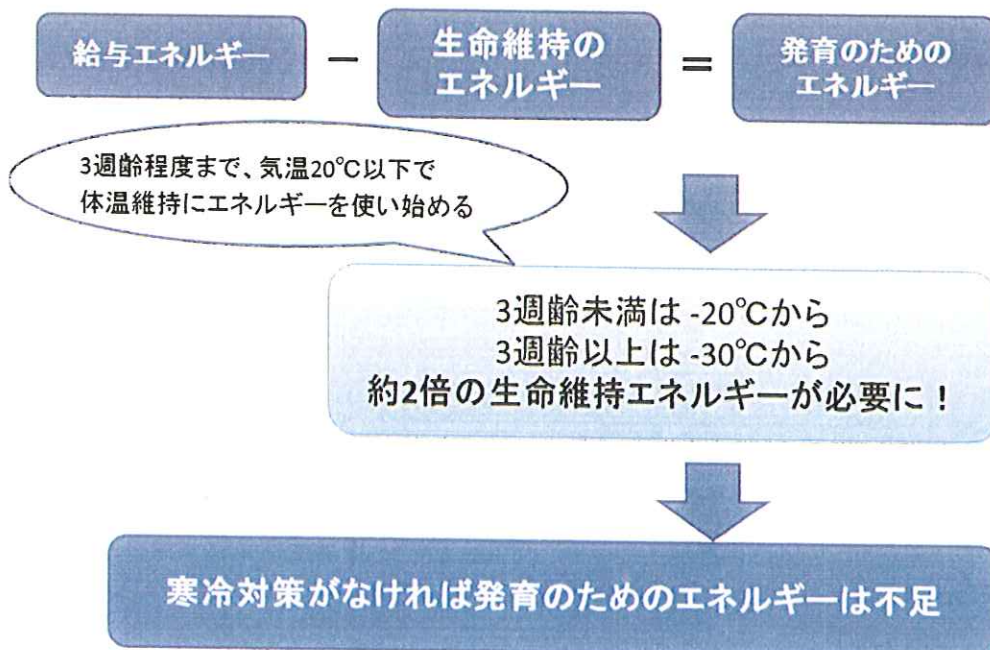 給与エネルギー
－
生命維持の
エネルギー
＝
発育のための
エネルギー
3週齢程度まで、気温20℃以下で
体温維持にエネルギーを使い始める
3週齢未満は -20℃から
3週齢以上は -30℃から
約2倍の生命維持エネルギーが必要に！
寒冷対策がなければ発育のためのエネルギーは不足